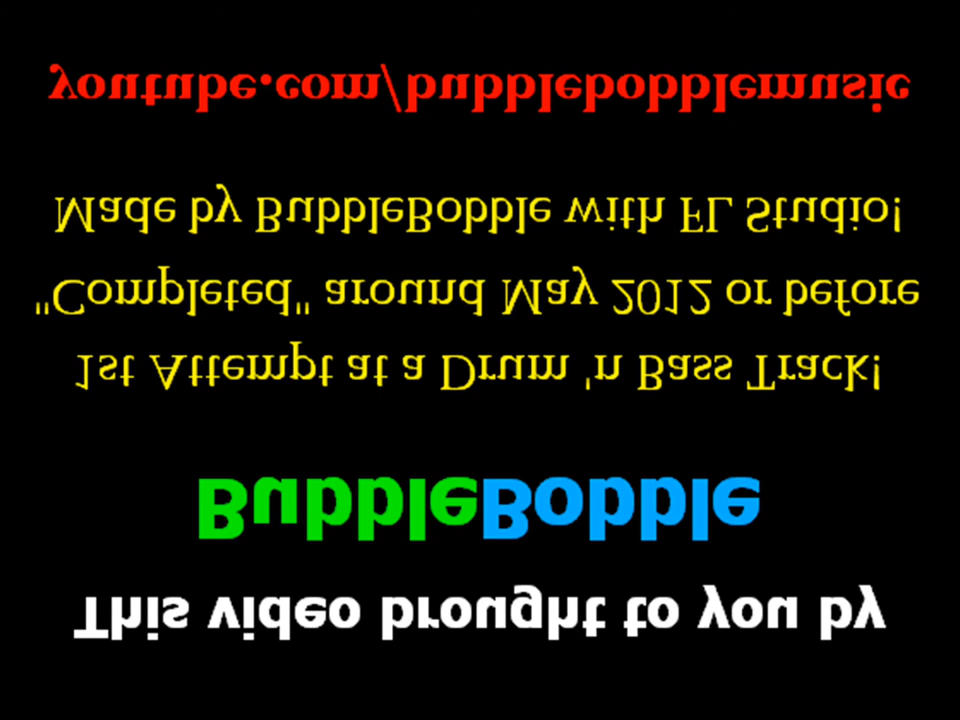 This video brought to you by
BubbleBobble
1st Attempt at a Drum 'n Bass Track!
"Completed" around May 2012 or before
Made by BubbleBobble with FL Studio!
youtube.com/bubblebobblemusic